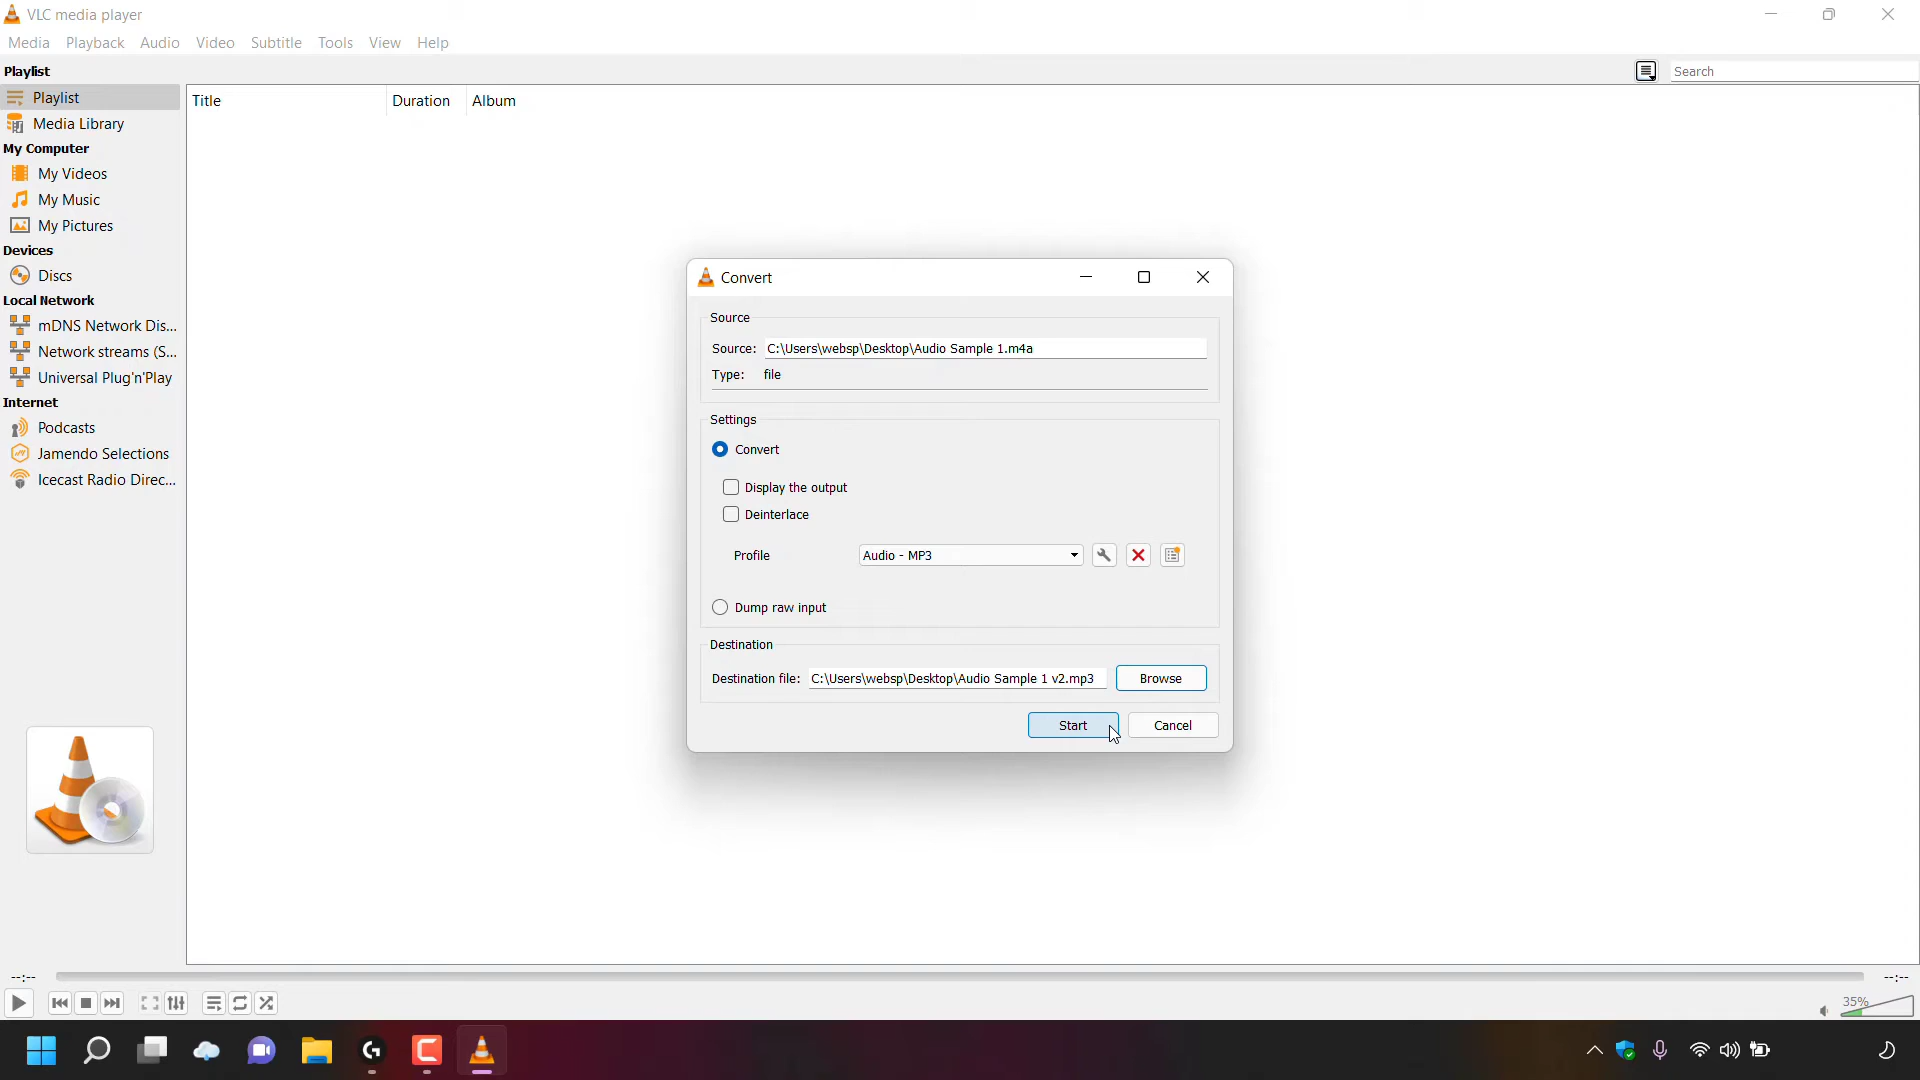 VLC media player
Media Playback Audio Video Subtitle Tools View Help
Playlist
Search
Playlist
Title Duration Album
Media Library
My Computer
My Videos
My Music
My Pictures
Devices
Discs
Local Network
mDNS Network Dis...
Network streams (S...
Universal Plug'n'Play
Internet
Podcasts
Jamendo Selections
Icecast Radio Direc...
Convert
Source
Source: C:\Users\websp\Desktop\Audio Sample 1.m4a
Type: file
Settings
Convert
Display the output
Deinterlace
Profile Audio - MP3
Dump raw input
Destination
Destination file: C:\Users\websp\Desktop\Audio Sample 1 v2.mp3 Browse
Start Cancel
--:-- --:--
35%